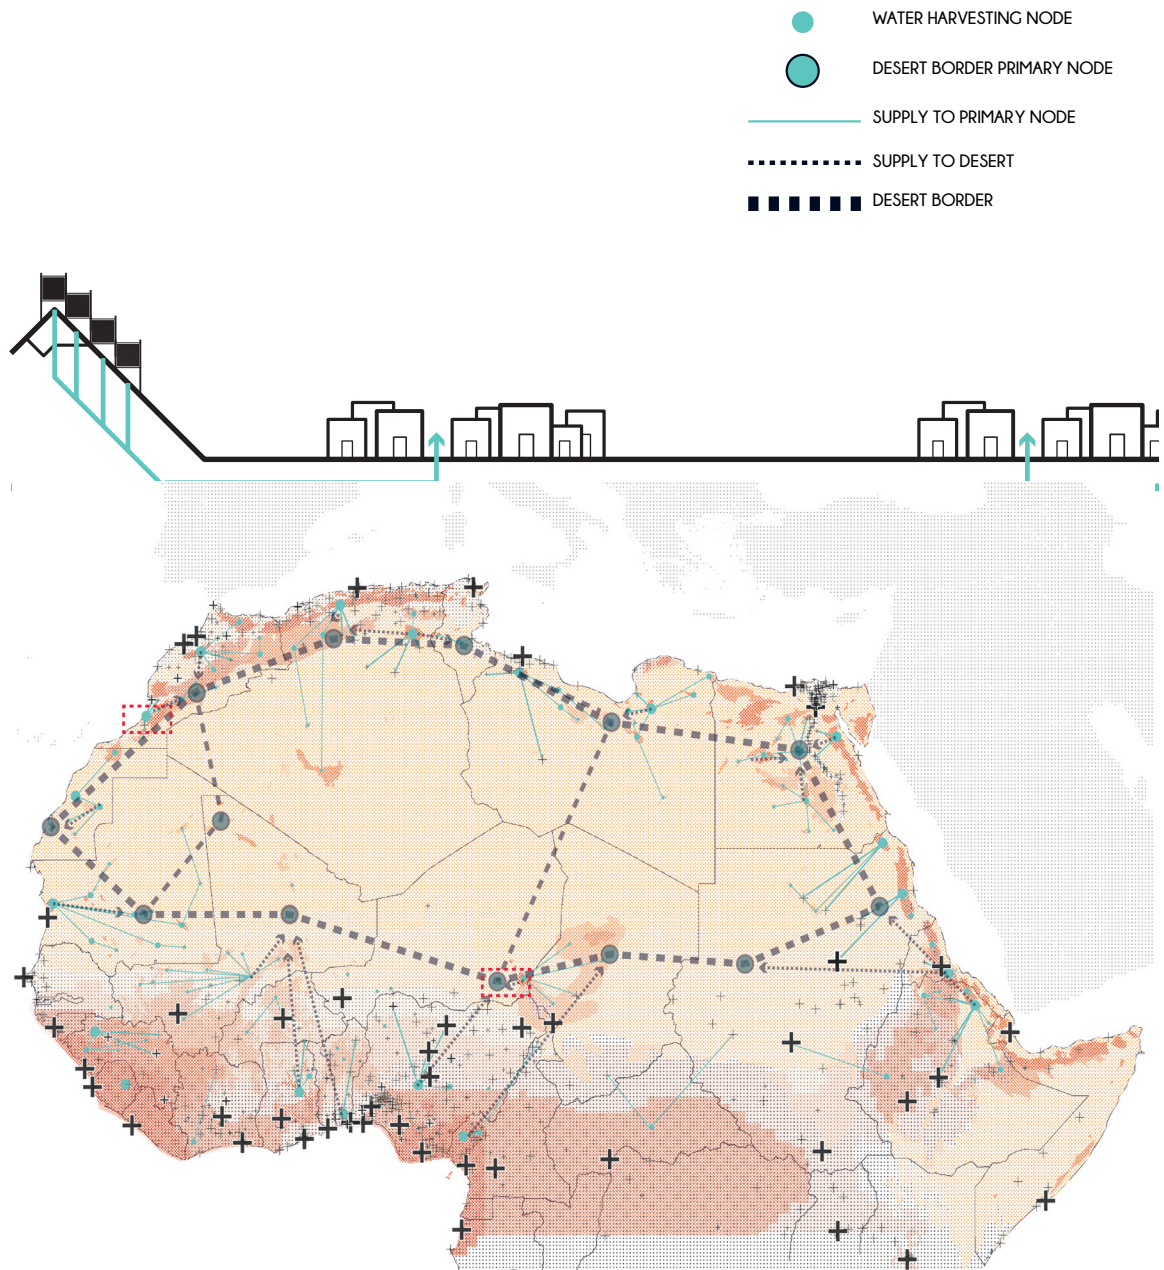 WATER HARVESTING NODE
DESERT BORDER PRIMARY NODE
SUPPLY TO PRIMARY NODE
SUPPLY TO DESERT
DESERT BORDER